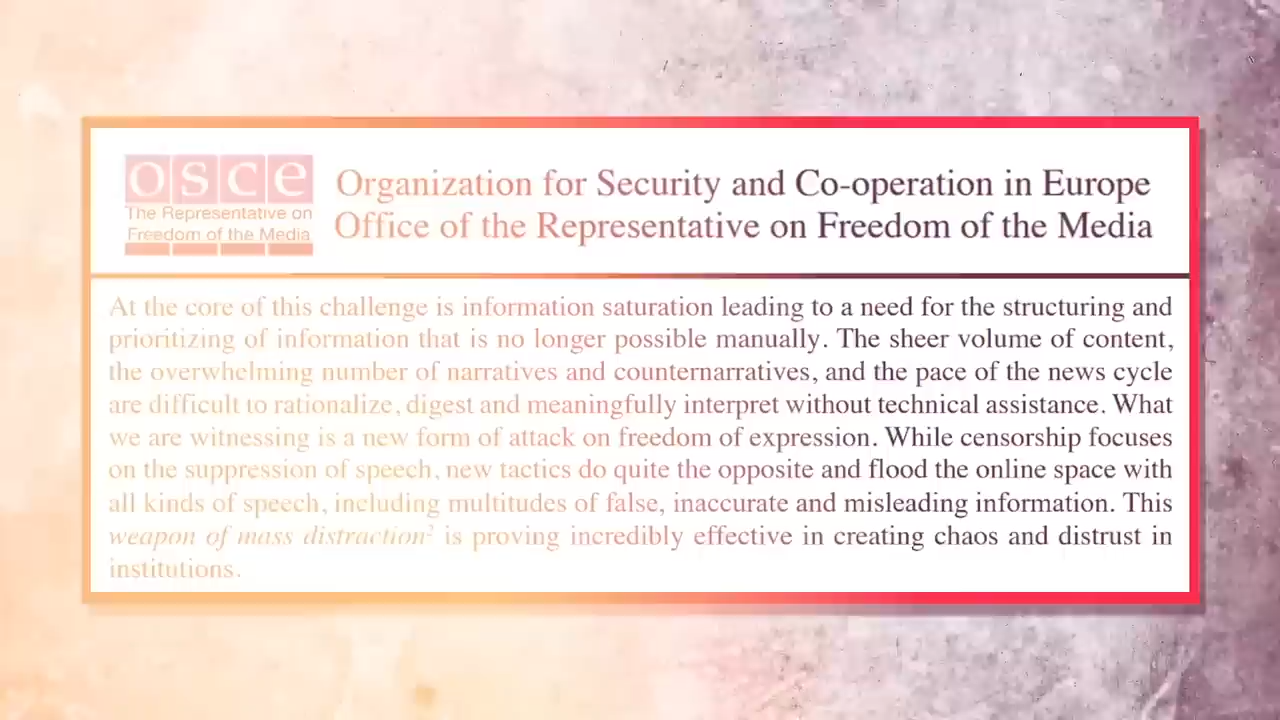 osce
The Representative on
Freedom of the Media
Organization for Security and Co-operation in Europe
Office of the Representative on Freedom of the Media
At the core of this challenge is information saturation leading to a need for the structuring and
prioritizing of information that is no longer possible manually. The sheer volume of content,
the overwhelming number of narratives and counternarratives, and the pace of the news cycle
are difficult to rationalize, digest and meaningfully interpret without technical assistance. What
we are witnessing is a new form of attack on freedom of expression. While censorship focuses
on the suppression of speech, new tactics do quite the opposite and flood the online space with
all kinds of speech, including multitudes of false, inaccurate and misleading information. This
weapon of mass distraction² is proving incredibly effective in creating chaos and distrust in
institutions.